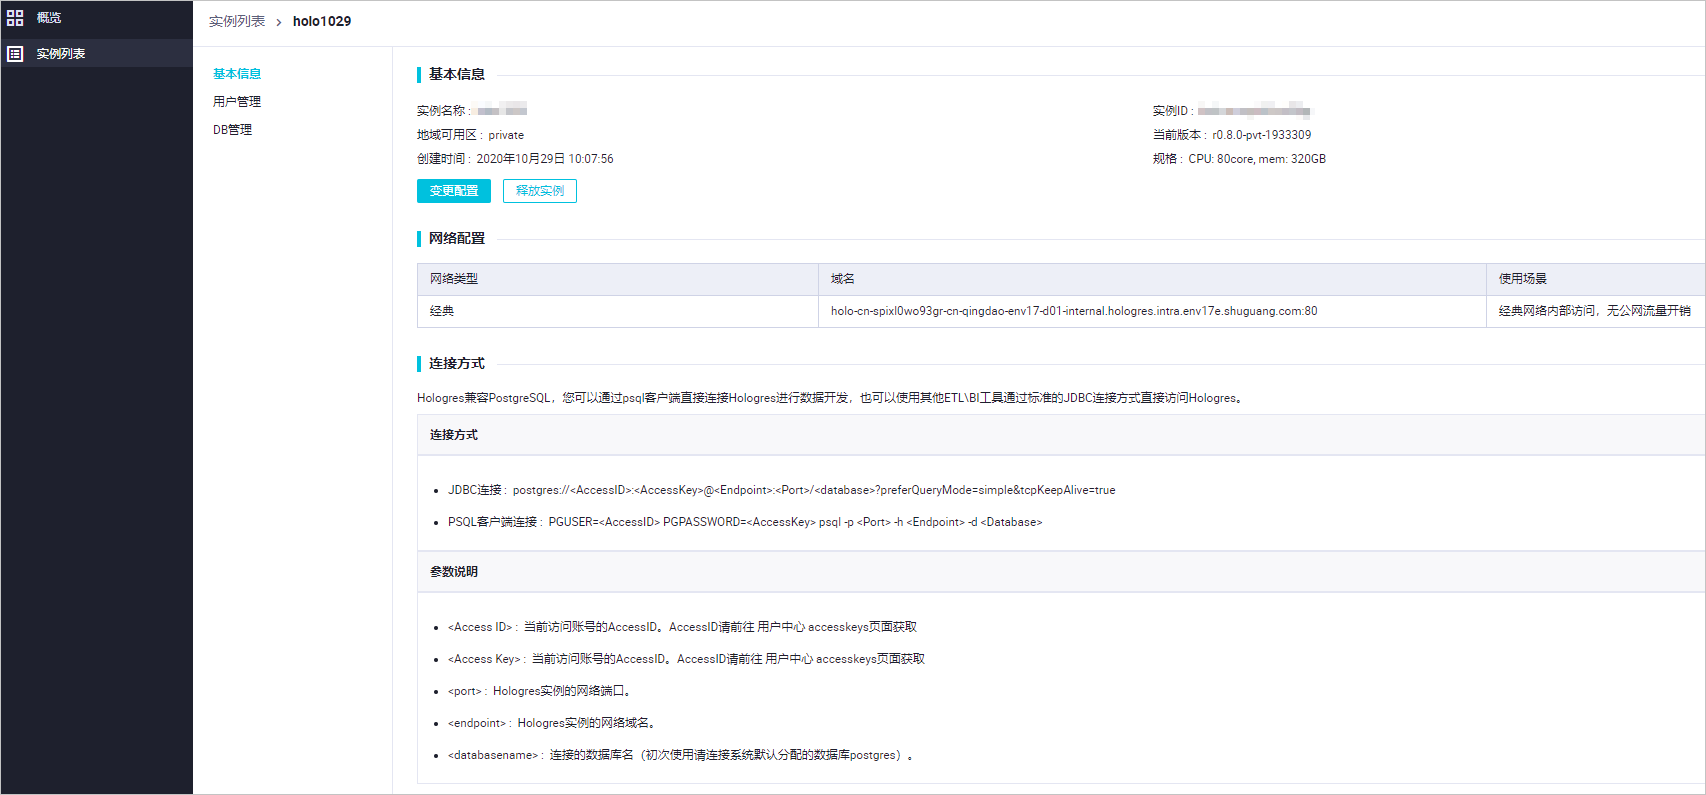 概览
实例列表
实例列表 > holo1029
基本信息
用户管理
DB管理
基本信息
实例名称 :
实例ID :
地域可用区 : private
当前版本 : r0.8.0-pvt-1933309
创建时间 : 2020年10月29日 10:07:56
规格 : CPU: 80core, mem: 320GB
变更配置
释放实例
网络配置
网络类型 域名 使用场景
经典 holo-cn-spixl0wo93gr-cn-qingdao-env17-d01-internal.hologres.intra.env17e.shuguang.com:80 经典网络内部访问，无公网流量开销
连接方式
Hologres兼容PostgreSQL，您可以通过psql客户端直接连接Hologres进行数据开发，也可以使用其他ETL\BI工具通过标准的JDBC连接方式直接访问Hologres。
连接方式
• JDBC连接 : postgres://<AccessID>:<AccessKey>@<Endpoint>:<Port>/<database>?preferQueryMode=simple&tcpKeepAlive=true
• PSQL客户端连接 : PGUSER=<AccessID> PGPASSWORD=<AccessKey> psql -p <Port> -h <Endpoint> -d <Database>
参数说明
• <Access ID> : 当前访问账号的AccessID。AccessID请前往 用户中心 accesskeys页面获取
• <Access Key> : 当前访问账号的AccessID。AccessID请前往 用户中心 accesskeys页面获取
• <port> : Hologres实例的网络端口。
• <endpoint> : Hologres实例的网络域名。
• <databasename> : 连接的数据库名（初次使用请连接系统默认分配的数据库postgres）。